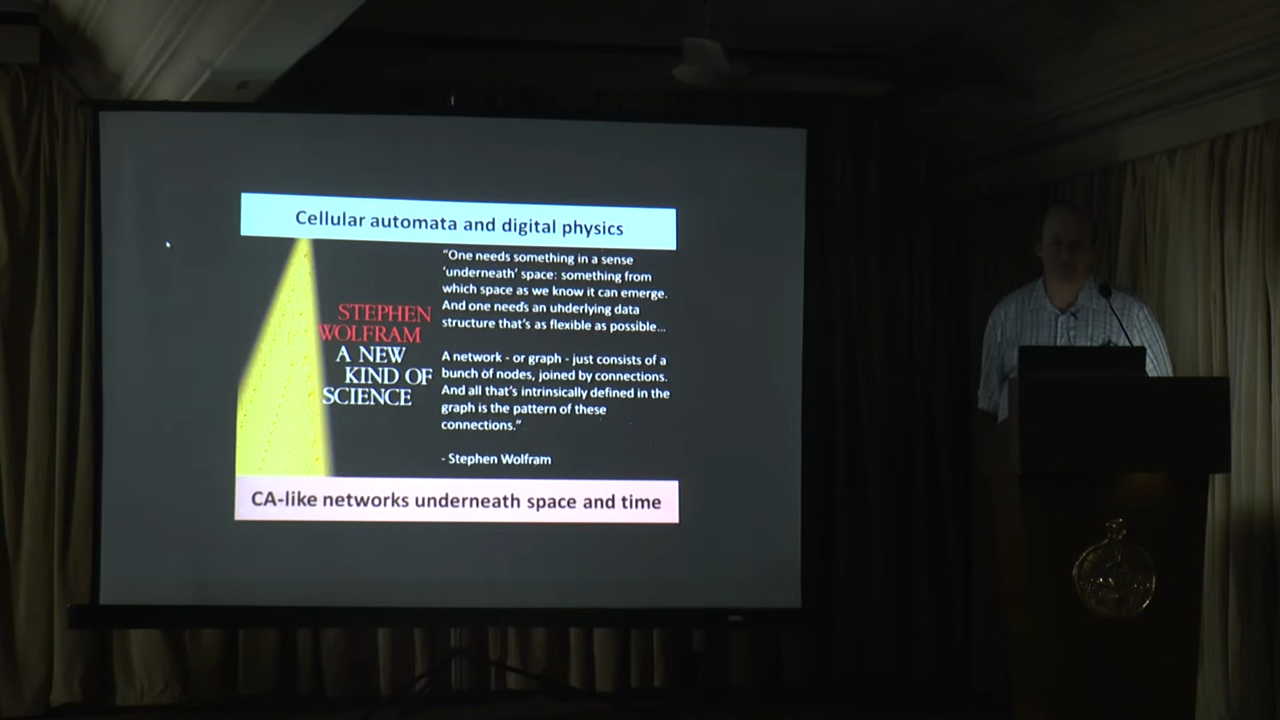 Cellular automata and digital physics
STEPHEN
WOLFRAM
A NEW
KIND OF
SCIENCE
“One needs something in a sense
‘underneath’ space: something from
which space as we know it can emerge.
And one needs an uhderlying data
structure that’s as flexible as possible…
A network - or graph - just consists of a
bunch of nodes, joined by connections.
And all that’s intrinsically defined in the
graph is the pattern of these
connections.”
- Stephen Wolfram
CA-like networks underneath space and time